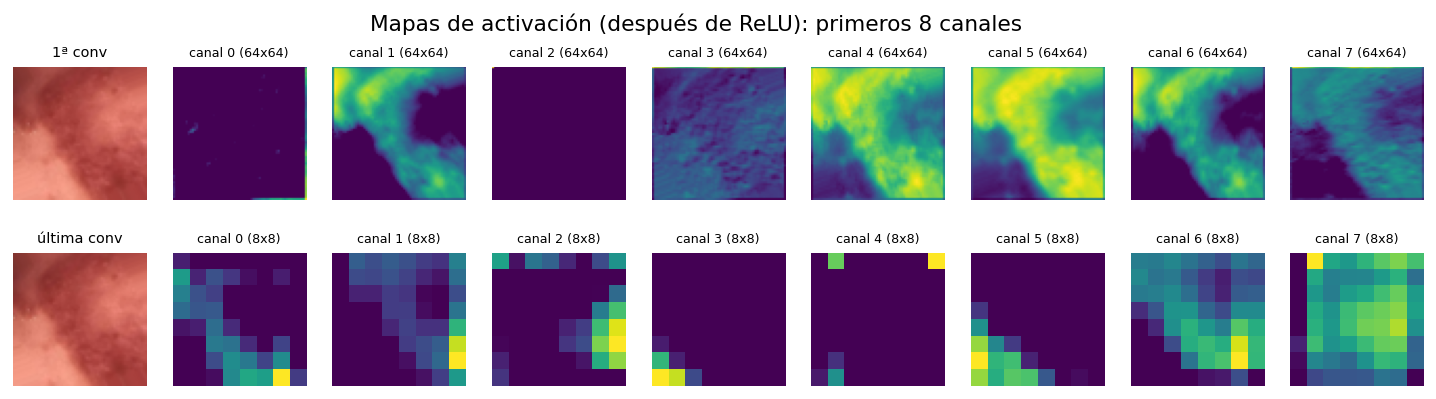 Mapas de activación (después de ReLU): primeros 8 canales
1ª conv
canal 0 (64x64)
canal 1 (64x64)
canal 2 (64x64)
canal 3 (64x64)
canal 4 (64x64)
canal 5 (64x64)
canal 6 (64x64)
canal 7 (64x64)
última conv
canal 0 (8x8)
canal 1 (8x8)
canal 2 (8x8)
canal 3 (8x8)
canal 4 (8x8)
canal 5 (8x8)
canal 6 (8x8)
canal 7 (8x8)